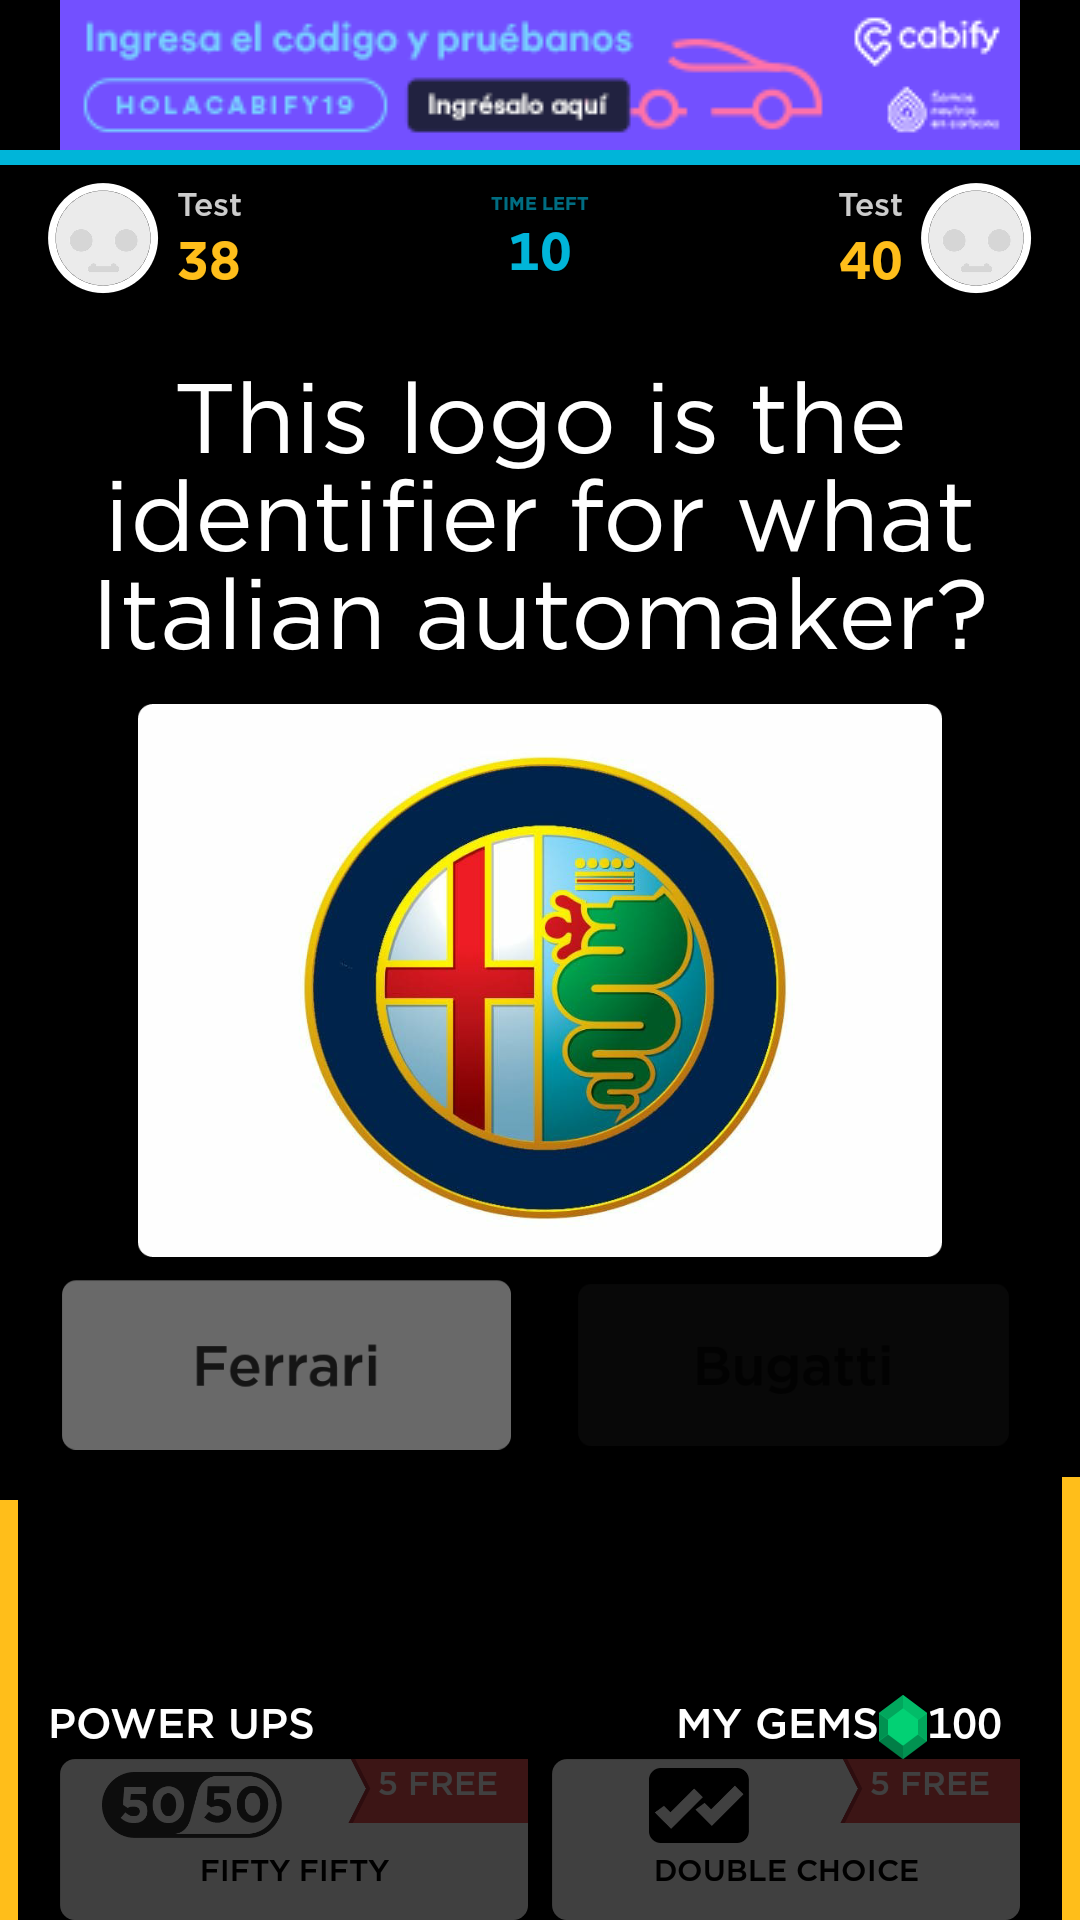 Ingresa el código y pruébanos
HOLACABIFY19
Ingrésalo aquí
cabify
Somos
neutros
en carbono
Test
38
TIME LEFT
10
Test
40
This logo is the
identifier for what
Italian automaker?
Ferrari
Bugatti
POWER UPS
MY GEMS 100
50/50
5 FREE
FIFTY FIFTY
5 FREE
DOUBLE CHOICE